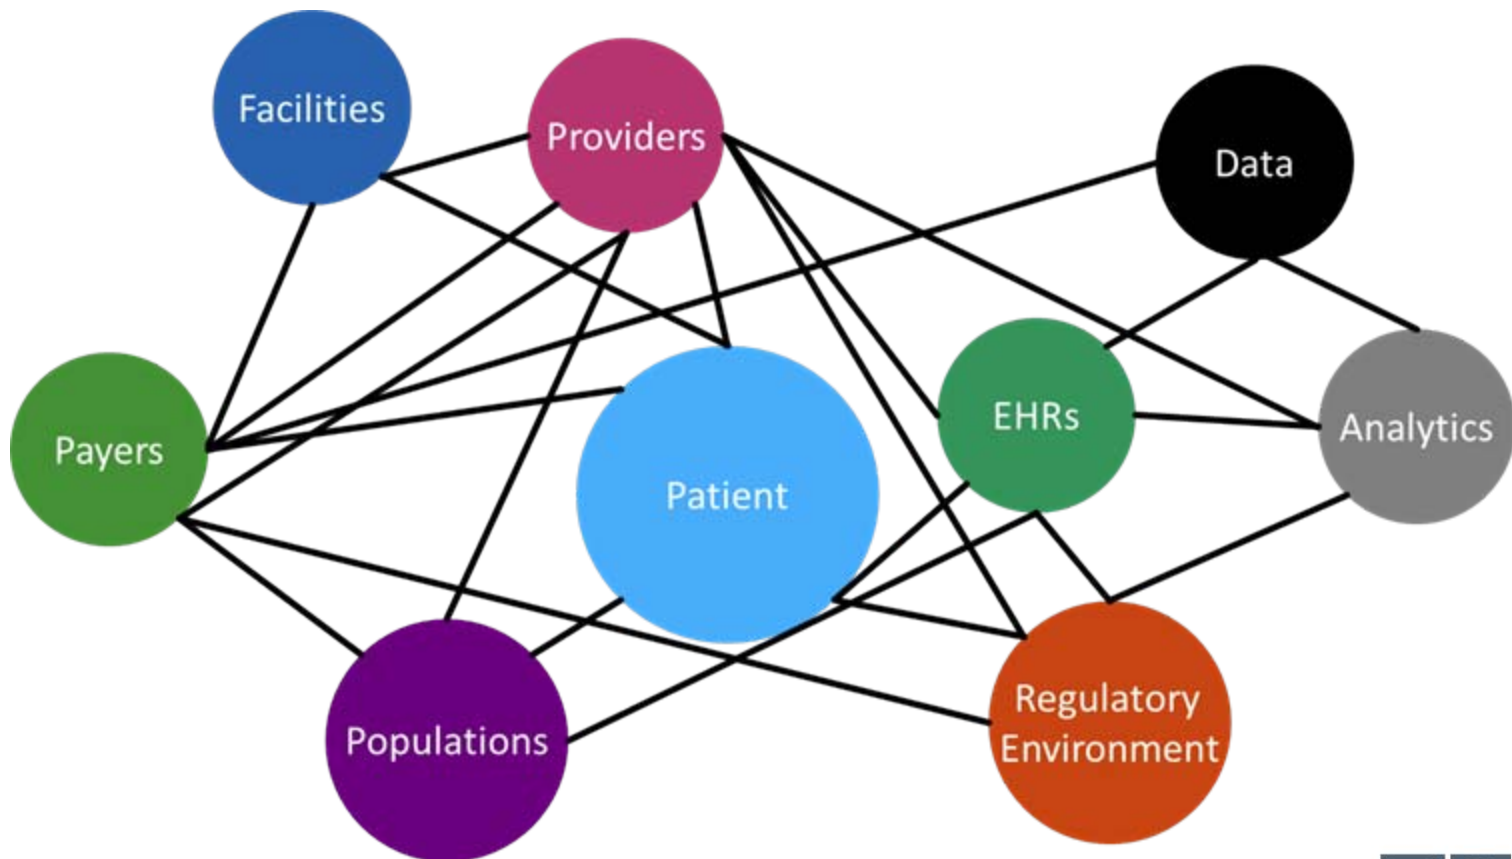 Facilities
Providers
Data
Payers
Patient
EHRs
Analytics
Populations
Regulatory
Environment